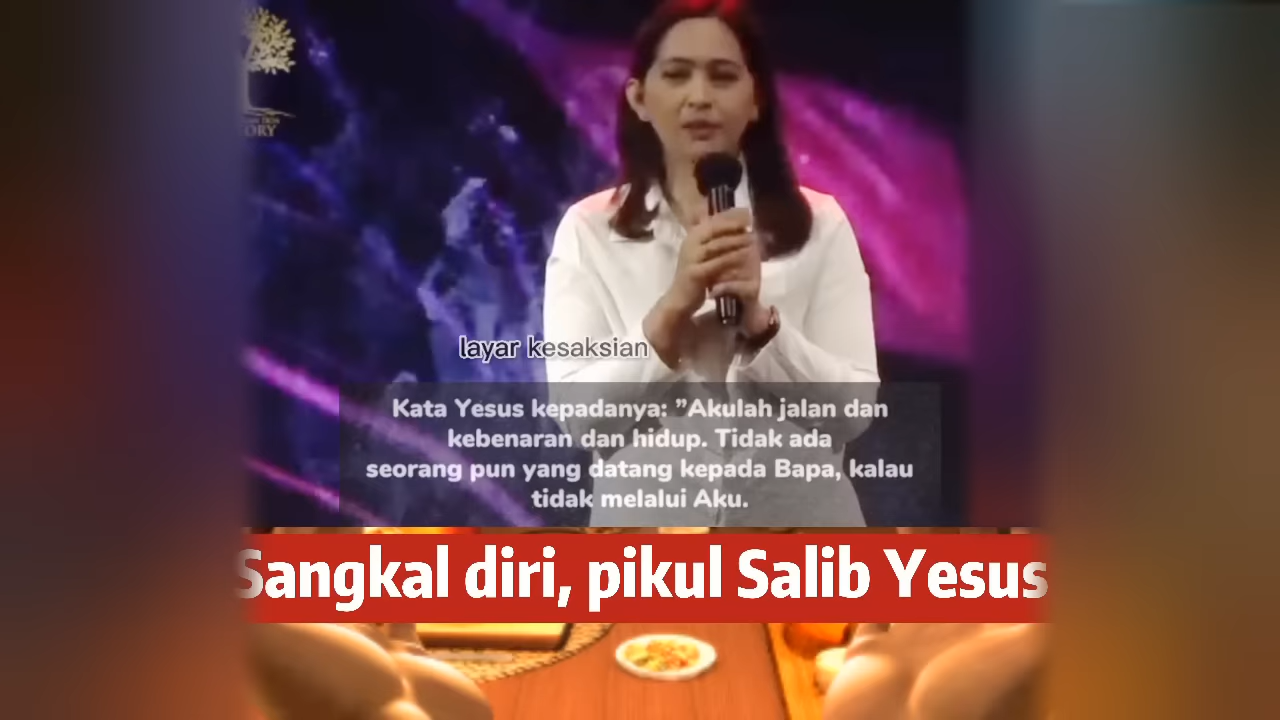 ORY
layar kesaksian
Kata Yesus kepadanya: ”Akulah jalan dan
kebenaran dan hidup. Tidak ada
seorang pun yang datang kepada Bapa, kalau
tidak melalui Aku.
Sangkal diri, pikul Salib Yesus